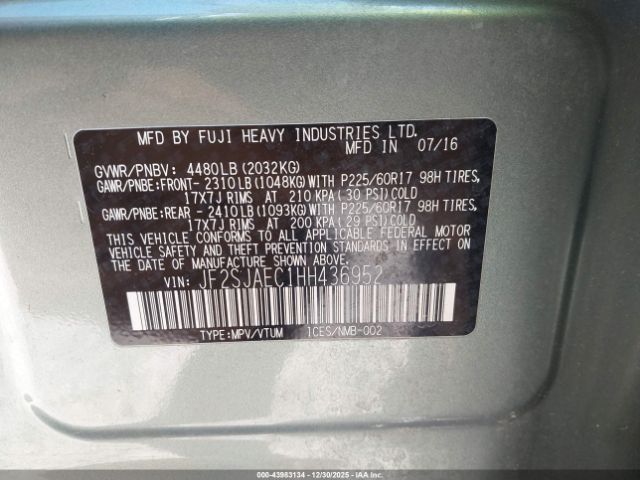 MFD BY FUJI HEAVY INDUSTRIES LTD.
MFD IN 07/16
GVWR/PNBV: 4480LB(2032KG)
GAWR/PNBE:FRONT- 2310LB(1048KG)WITH P225/60R17 98H TIRES,
17X7J RIMS AT 210 KPA(30 PSI)COLD
GAWR/PNBE:REAR - 2410LB(1093KG)WITH P225/60R17 98H TIRES,
17X7J RIMS AT 200 KPA(29 PSI)COLD
THIS VEHICLE CONFORMS TO ALL APPLICABLE FEDERAL MOTOR
VEHICLE SAFETY AND THEFT PREVENTION STANDARDS IN EFFECT ON
THE DATE OF MANUFACTURE SHOWN ABOVE.
VIN: JF2SJAEC1HH436952
TYPE:MPV/VTUM 1CES/NMB-002
000-43983134 - 12/30/2025 - IAAI.COM